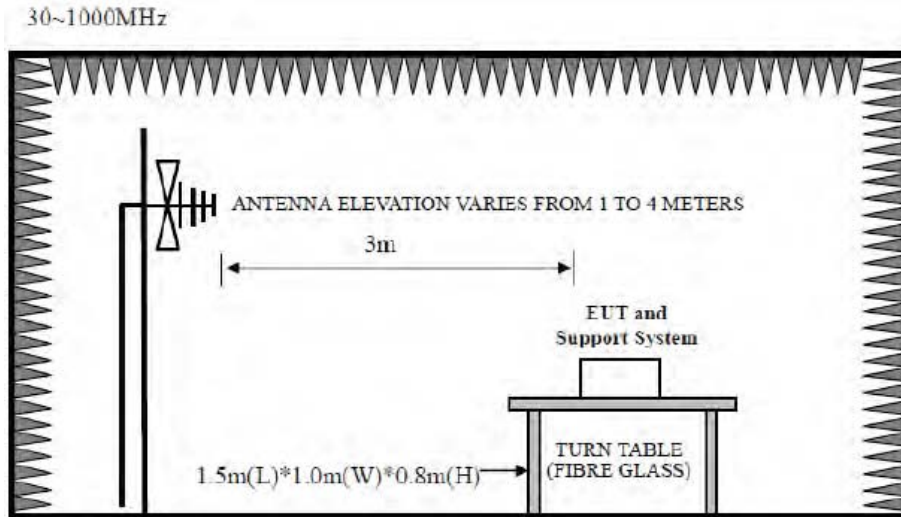 30~1000MHz
ANTENNA ELEVATION VARIES FROM 1 TO 4 METERS
3m
EUT and
Support System
TURN TABLE
(FIBRE GLASS)
1.5m(L)*1.0m(W)*0.8m(H)